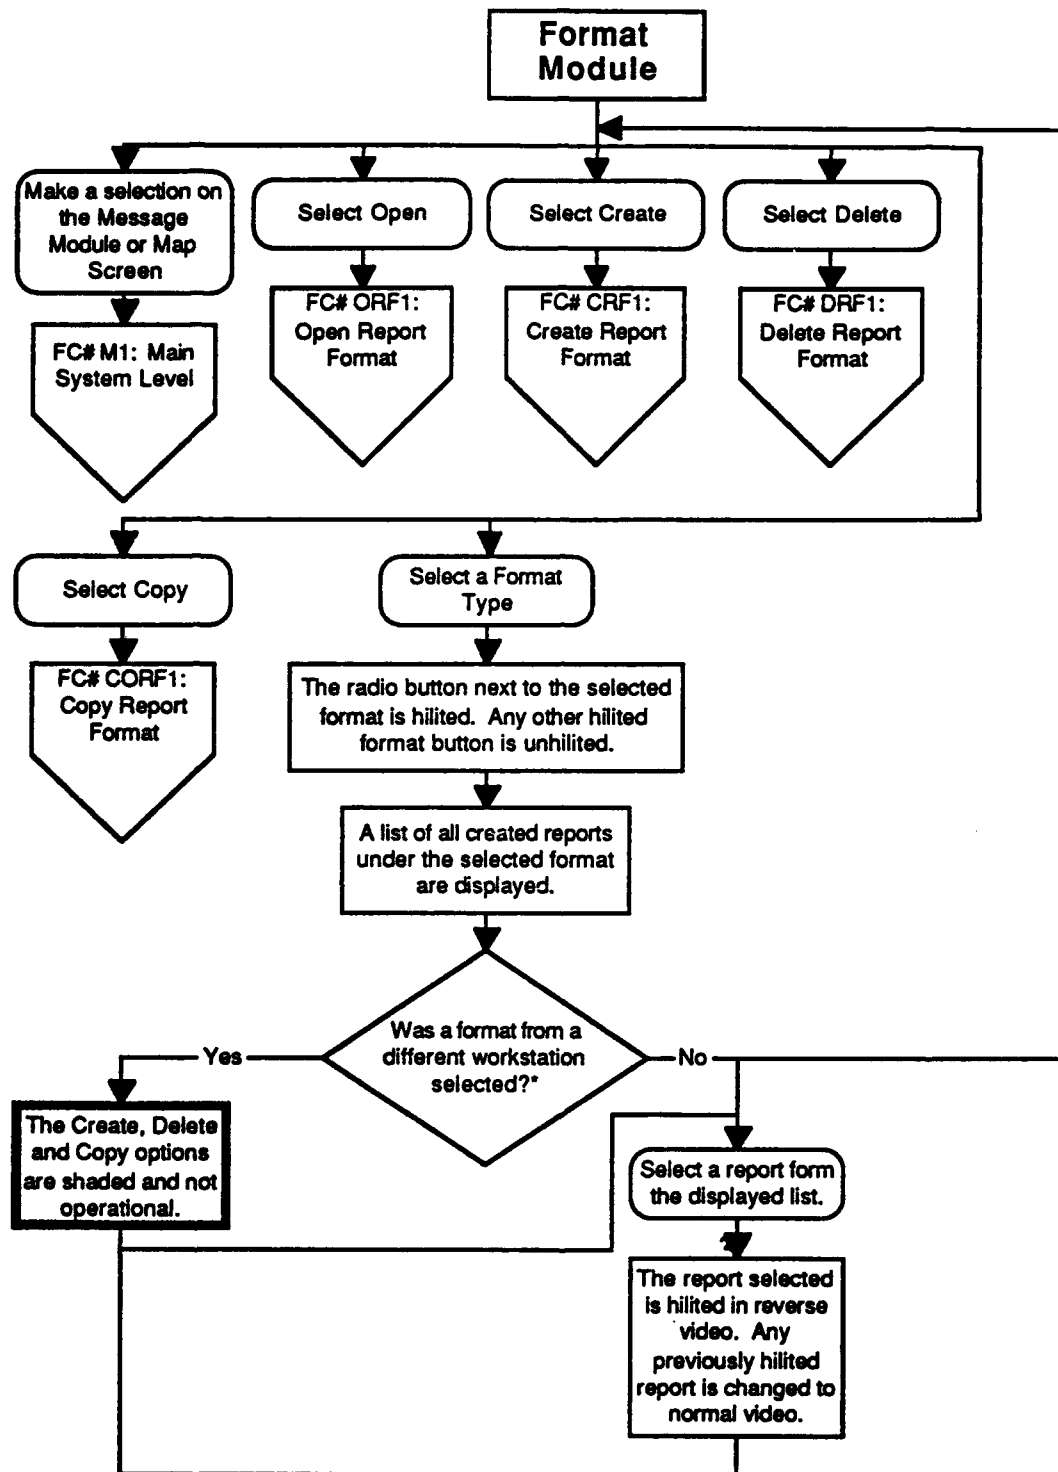 Format
Module
Make a selection on
the Message
Module or Map
Screen
Select Open
Select Create
Select Delete
FC# M1: Main
System Level
FC# ORF1:
Open Report
Format
FC# CRF1:
Create Report
Format
FC# DRF1:
Delete Report
Format
Select Copy
Select a Format
Type
FC# CORF1:
Copy Report
Format
The radio button next to the selected
format is hilited. Any other hilited
format button is unhilited.
A list of all created reports
under the selected format
are displayed.
Was a format from a
different workstation
selected?*
Yes
No
The Create, Delete
and Copy options
are shaded and not
operational.
Select a report form
the displayed list.
The report selected
is hilited in reverse
video. Any
previously hilited
report is changed to
normal video.